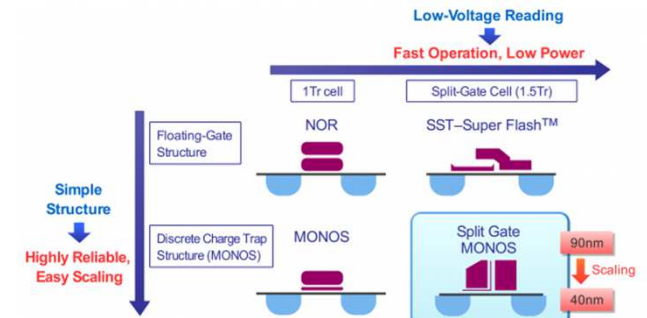 Low-Voltage Reading
Fast Operation, Low Power
1Tr cell
Split-Gate Cell (1.5Tr)
Floating-Gate
Structure
NOR
SST–Super Flash™
Simple
Structure
Highly Reliable,
Easy Scaling
Discrete Charge Trap
Structure (MONOS)
MONOS
Split Gate
MONOS
90nm
Scaling
40nm